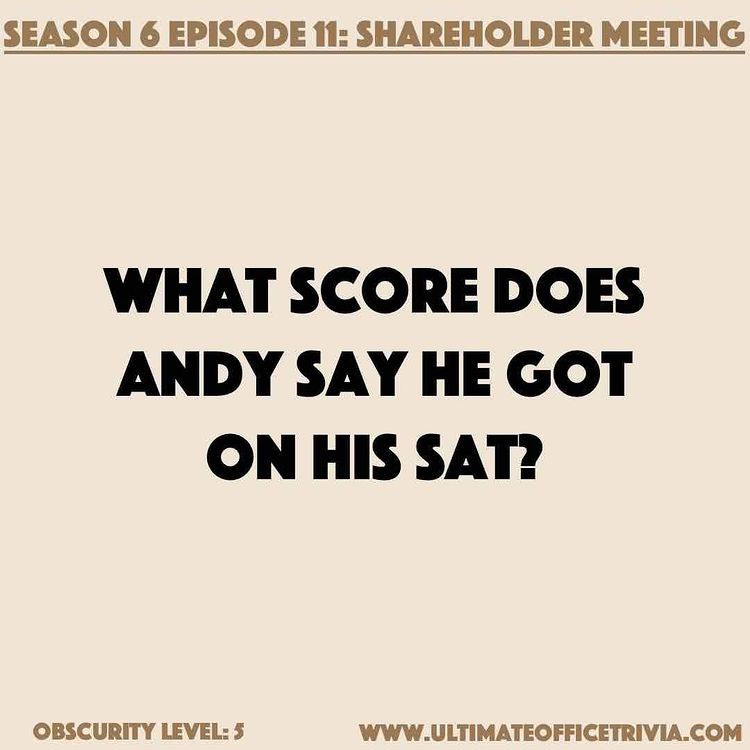 SEASON 6 EPISODE 11: SHAREHOLDER MEETING
WHAT SCORE DOES
ANDY SAY HE GOT
ON HIS SAT?
OBSCURITY LEVEL: 5
WWW.ULTIMATEOFFICETRIVIA.COM